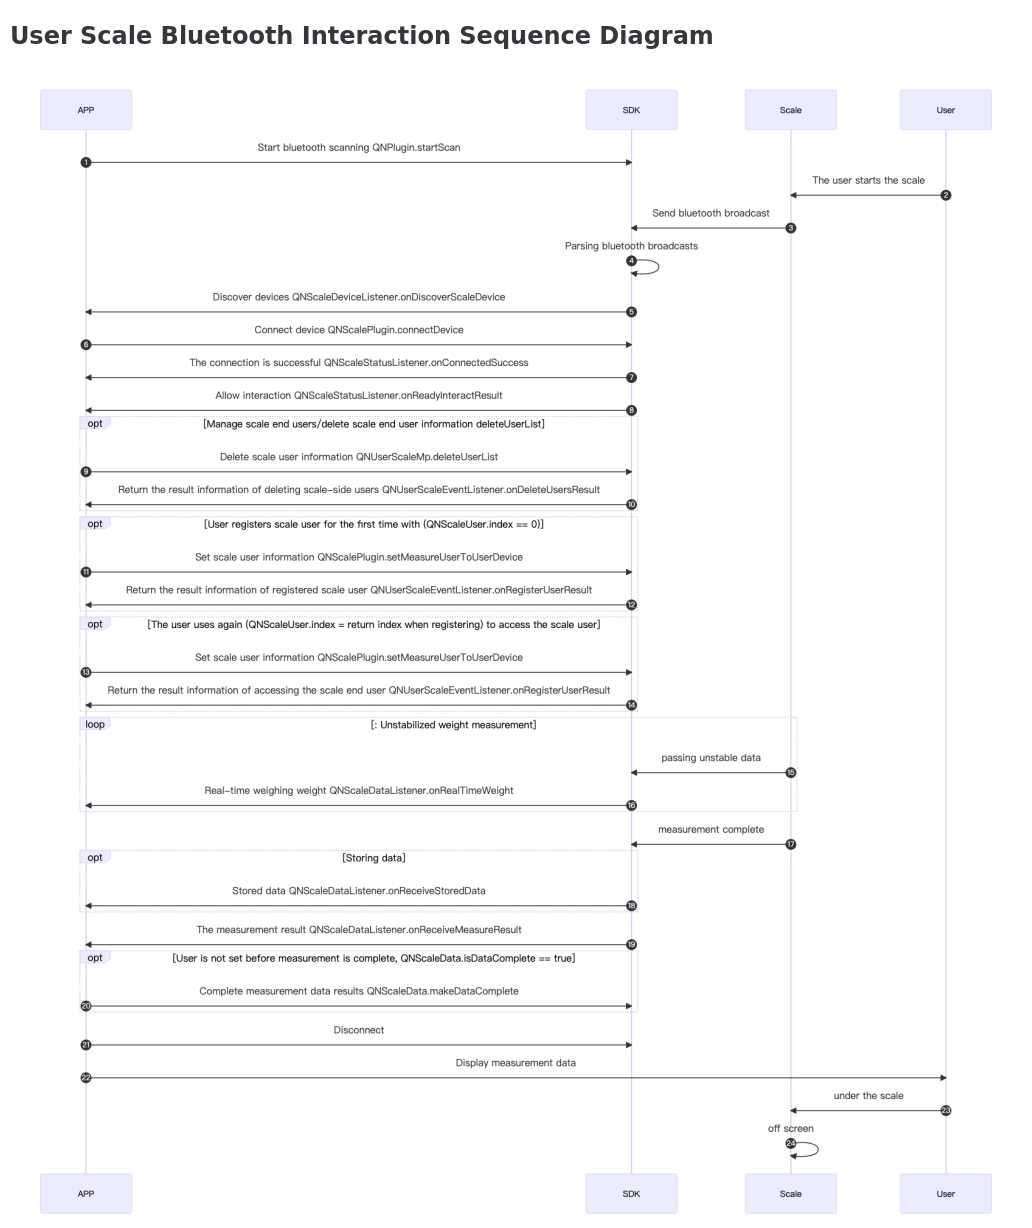 User Scale Bluetooth Interaction Sequence Diagram
APP SDK Scale User
Start bluetooth scanning QNPlugin.startScan
1
The user starts the scale
2
Send bluetooth broadcast
3
Parsing bluetooth broadcasts
4
Discover devices QNScaleDeviceListener.onDiscoverScaleDevice
5
Connect device QNScalePlugin.connectDevice
6
The connection is successful QNScaleStatusListener.onConnectedSuccess
7
Allow interaction QNScaleStatusListener.onReadyInteractResult
8
opt [Manage scale end users/delete scale end user information deleteUserList]
Delete scale user information QNUserScaleMp.deleteUserList
9
Return the result information of deleting scale-side users QNUserScaleEventListener.onDeleteUsersResult
10
opt [User registers scale user for the first time with (QNScaleUser.index == 0)]
Set scale user information QNScalePlugin.setMeasureUserToUserDevice
11
Return the result information of registered scale user QNUserScaleEventListener.onRegisterUserResult
12
opt [The user uses again (QNScaleUser.index = return index when registering) to access the scale user]
Set scale user information QNScalePlugin.setMeasureUserToUserDevice
13
Return the result information of accessing the scale end user QNUserScaleEventListener.onRegisterUserResult
14
loop [: Unstabilized weight measurement]
passing unstable data
15
Real-time weighing weight QNScaleDataListener.onRealTimeWeight
16
measurement complete
17
opt [Storing data]
Stored data QNScaleDataListener.onReceiveStoredData
18
The measurement result QNScaleDataListener.onReceiveMeasureResult
19
opt [User is not set before measurement is complete, QNScaleData.isDataComplete == true]
Complete measurement data results QNScaleData.makeDataComplete
20
Disconnect
21
Display measurement data
22
under the scale
23
off screen
24
APP SDK Scale User